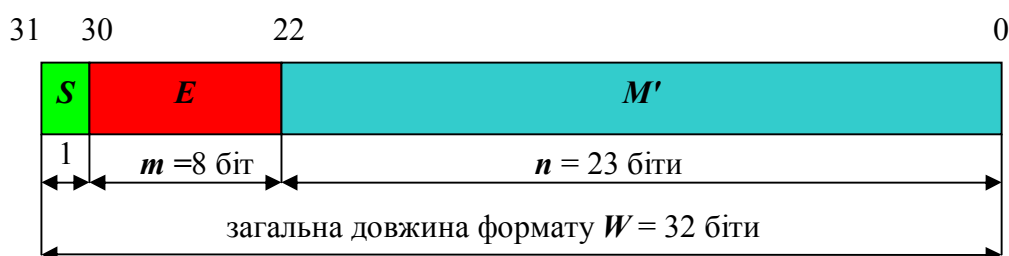 31 30 22 0
S E M'
1 m =8 біт n = 23 біти
загальна довжина формату W = 32 біти